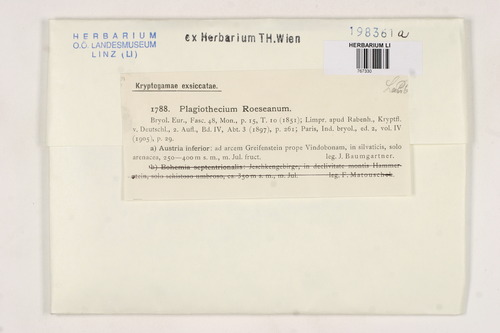 HERBARIUM
O.Ö. LANDESMUSEUM
LINZ (LI)
ex Herbarium TH.Wien
198361a
HERBARIUM LI
Kryptogamae exsiccatae.
1788. Plagiothecium Roeseanum.
Bryol. Eur., Fasc. 48, Mon., p. 15, T. 10 (1851); Limpr. apud Rabenh., Kryptfl.
v. Deutschl., 2. Aufl., Bd. IV, Abt. 3 (1897), p. 261; Paris, Ind. bryol., ed. 2, vol. IV
(1905), p. 29.
a) Austria inferior: ad arcem Greifenstein prope Vindobonam, in silvaticis, solo
arenaceo, 250—400 m s. m., m. Jul. fruct. leg. J. Baumgartner.
b) Bohemia septentrionalis: Jeschkengebirge, in declivitate montis Hammer-
stein, solo schistoso umbroso, ca. 350 m s. m., m. Jul. leg. F. Matouschek.